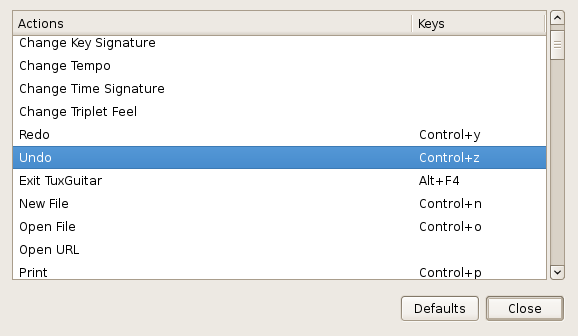 Actions Keys
Change Key Signature
Change Tempo
Change Time Signature
Change Triplet Feel
Redo Control+y
Undo Control+z
Exit TuxGuitar Alt+F4
New File Control+n
Open File Control+o
Open URL
Print Control+p
Defaults Close